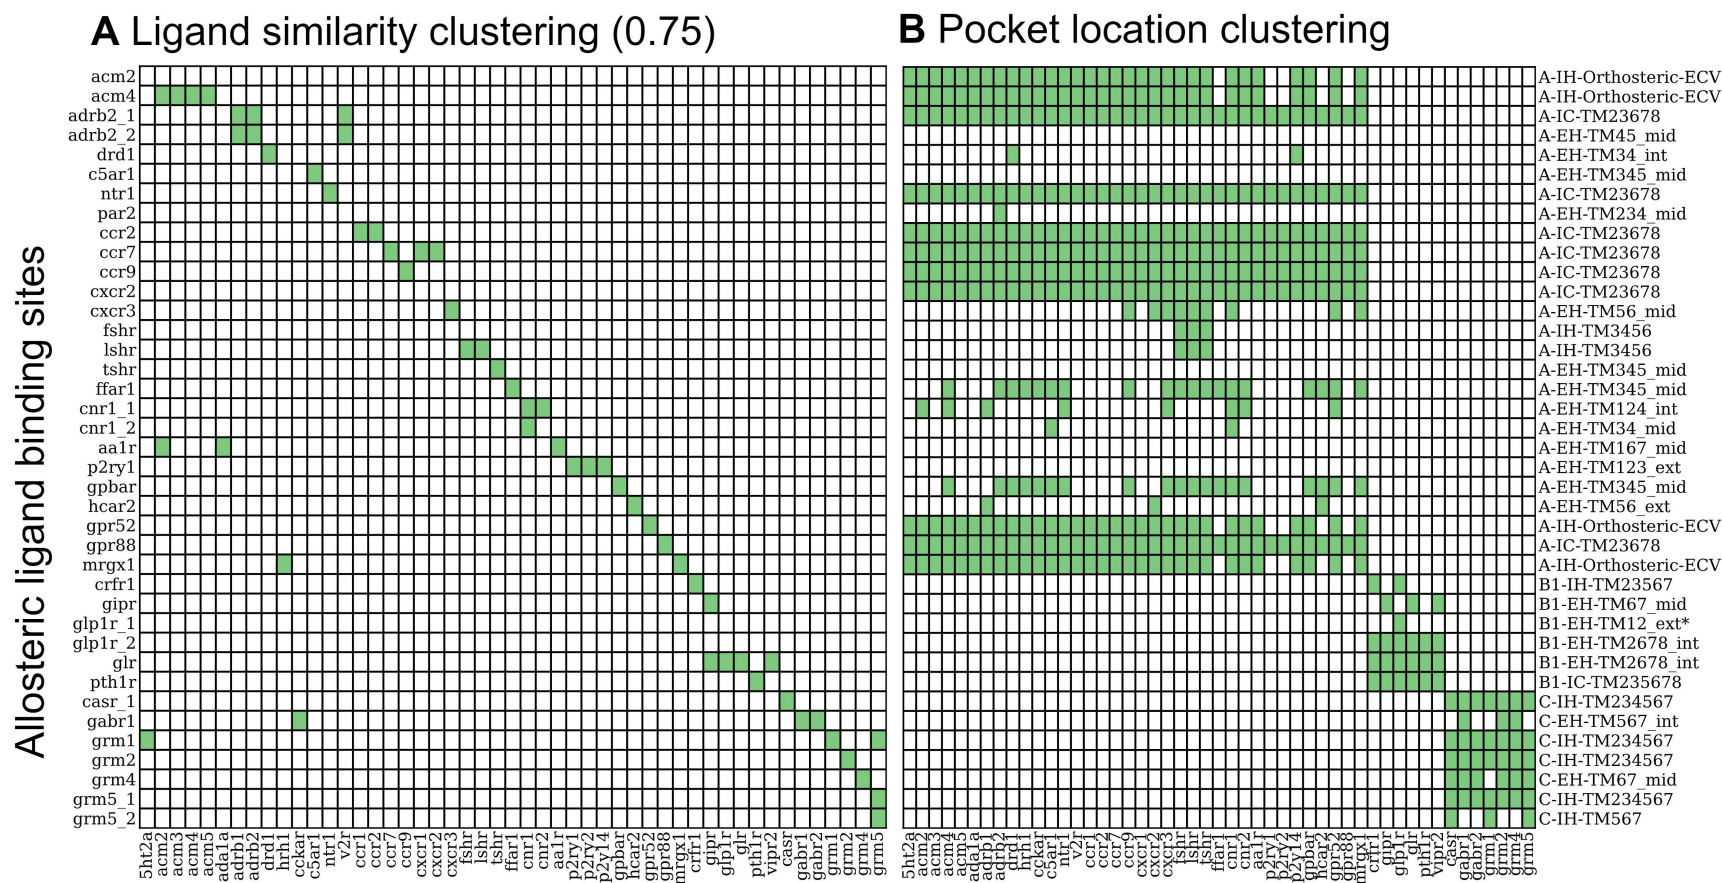 A Ligand similarity clustering (0.75)
B Pocket location clustering
Allosteric ligand binding sites
acm2
acm4
adrb2_1
adrb2_2
drd1
c5ar1
ntr1
par2
ccr2
ccr7
ccr9
cxcr2
cxcr3
fshr
lshr
tshr
ffar1
cnr1_1
cnr1_2
aa1r
p2ry1
gpbar
hcar2
gpr52
gpr88
mrgx1
crfr1
gipr
glp1r_1
glp1r_2
glr
pth1r
casr_1
gabr1
grm1
grm2
grm4
grm5_1
grm5_2
5ht2a
acm2
acm3
acm4
acm5
ada1a
adrb1
adrb2
drd1
hrh1
cckar
c5ar1
ntr1
v2r
ccr1
ccr2
ccr7
ccr9
cxcr1
cxcr2
cxcr3
fshr
lshr
tshr
ffar1
cnr1
cnr2
aa1r
p2ry1
p2ry2
p2y14
gpbar
hcar2
gpr52
gpr88
mrgx1
crfr1
gipr
glp1r
glr
pth1r
vipr2
casr
gabr1
gabr2
grm1
grm2
grm4
grm5
A-IH-Orthosteric-ECV
A-IH-Orthosteric-ECV
A-IC-TM23678
A-EH-TM45_mid
A-EH-TM34_int
A-EH-TM345_mid
A-IC-TM23678
A-EH-TM234_mid
A-IC-TM23678
A-IC-TM23678
A-IC-TM23678
A-IC-TM23678
A-EH-TM56_mid
A-IH-TM3456
A-IH-TM3456
A-EH-TM345_mid
A-EH-TM345_mid
A-EH-TM124_int
A-EH-TM34_mid
A-EH-TM167_mid
A-EH-TM123_ext
A-EH-TM345_mid
A-EH-TM56_ext
A-IH-Orthosteric-ECV
A-IC-TM23678
A-IH-Orthosteric-ECV
B1-IH-TM23567
B1-EH-TM67_mid
B1-EH-TM12_ext*
B1-EH-TM2678_int
B1-EH-TM2678_int
B1-IC-TM235678
C-IH-TM234567
C-EH-TM567_int
C-IH-TM234567
C-IH-TM234567
C-EH-TM67_mid
C-IH-TM234567
C-IH-TM567
5ht2a
acm2
acm3
acm4
acm5
ada1a
adrb1
adrb2
drd1
hrh1
cckar
c5ar1
ntr1
v2r
ccr1
ccr2
ccr7
ccr9
cxcr1
cxcr2
cxcr3
fshr
lshr
tshr
ffar1
cnr1
cnr2
aa1r
p2ry1
p2ry2
p2y14
gpbar
hcar2
gpr52
gpr88
mrgx1
crfr1
gipr
glp1r
glr
pth1r
vipr2
casr
gabr1
gabr2
grm1
grm2
grm4
grm5